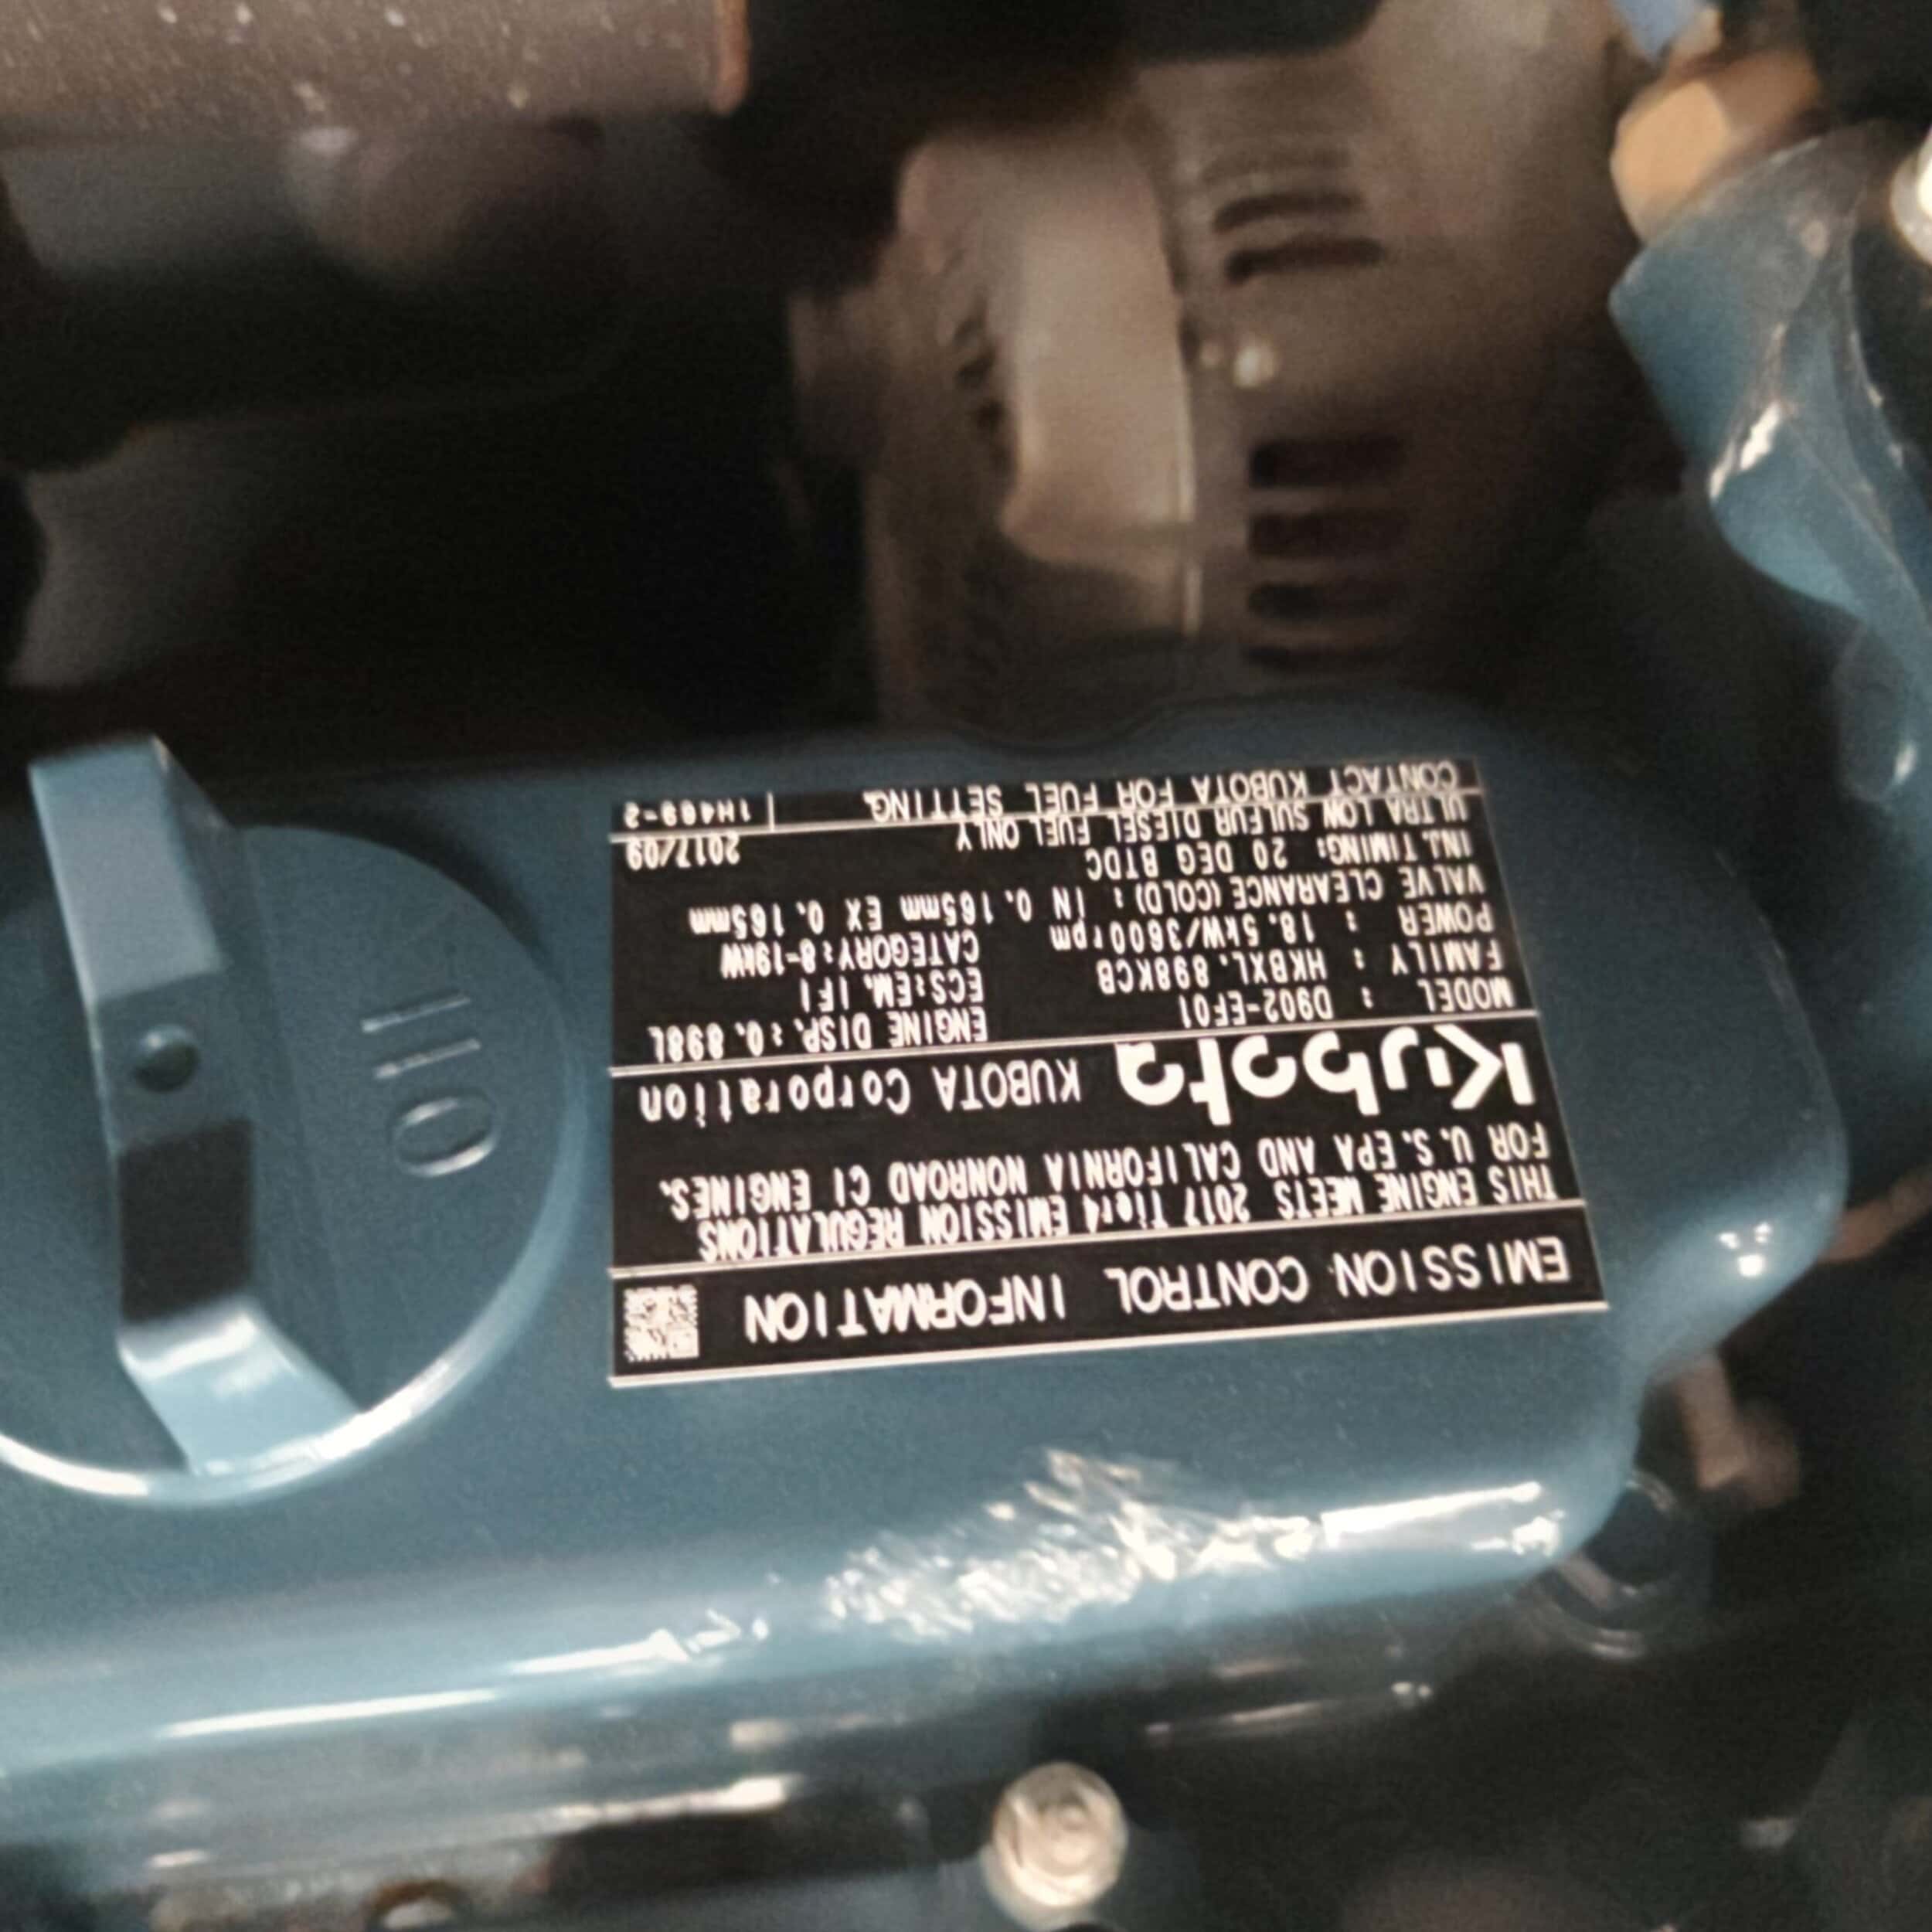 EMISSION CONTROL INFORMATION
THIS ENGINE MEETS 2017 Tier4 EMISSION REGULATIONS
FOR U.S. EPA AND CALIFORNIA NONROAD CI ENGINES.
Kubota KUBOTA Corporation
MODEL : D902-EF01 ENGINE DISP.:0.898L
FAMILY : HKBXL.898KCB ECS:EM, IFI
POWER : 18.5kW/3600rpm CATEGORY:8-19kW
VALVE CLEARANCE(COLD): IN 0.165mm EX 0.165mm
INJ.TIMING: 20 DEG BTDC
ULTRA LOW SULFUR DIESEL FUEL ONLY 2017/09
CONTACT KUBOTA FOR FUEL SETTING. 1H469-2
OIL